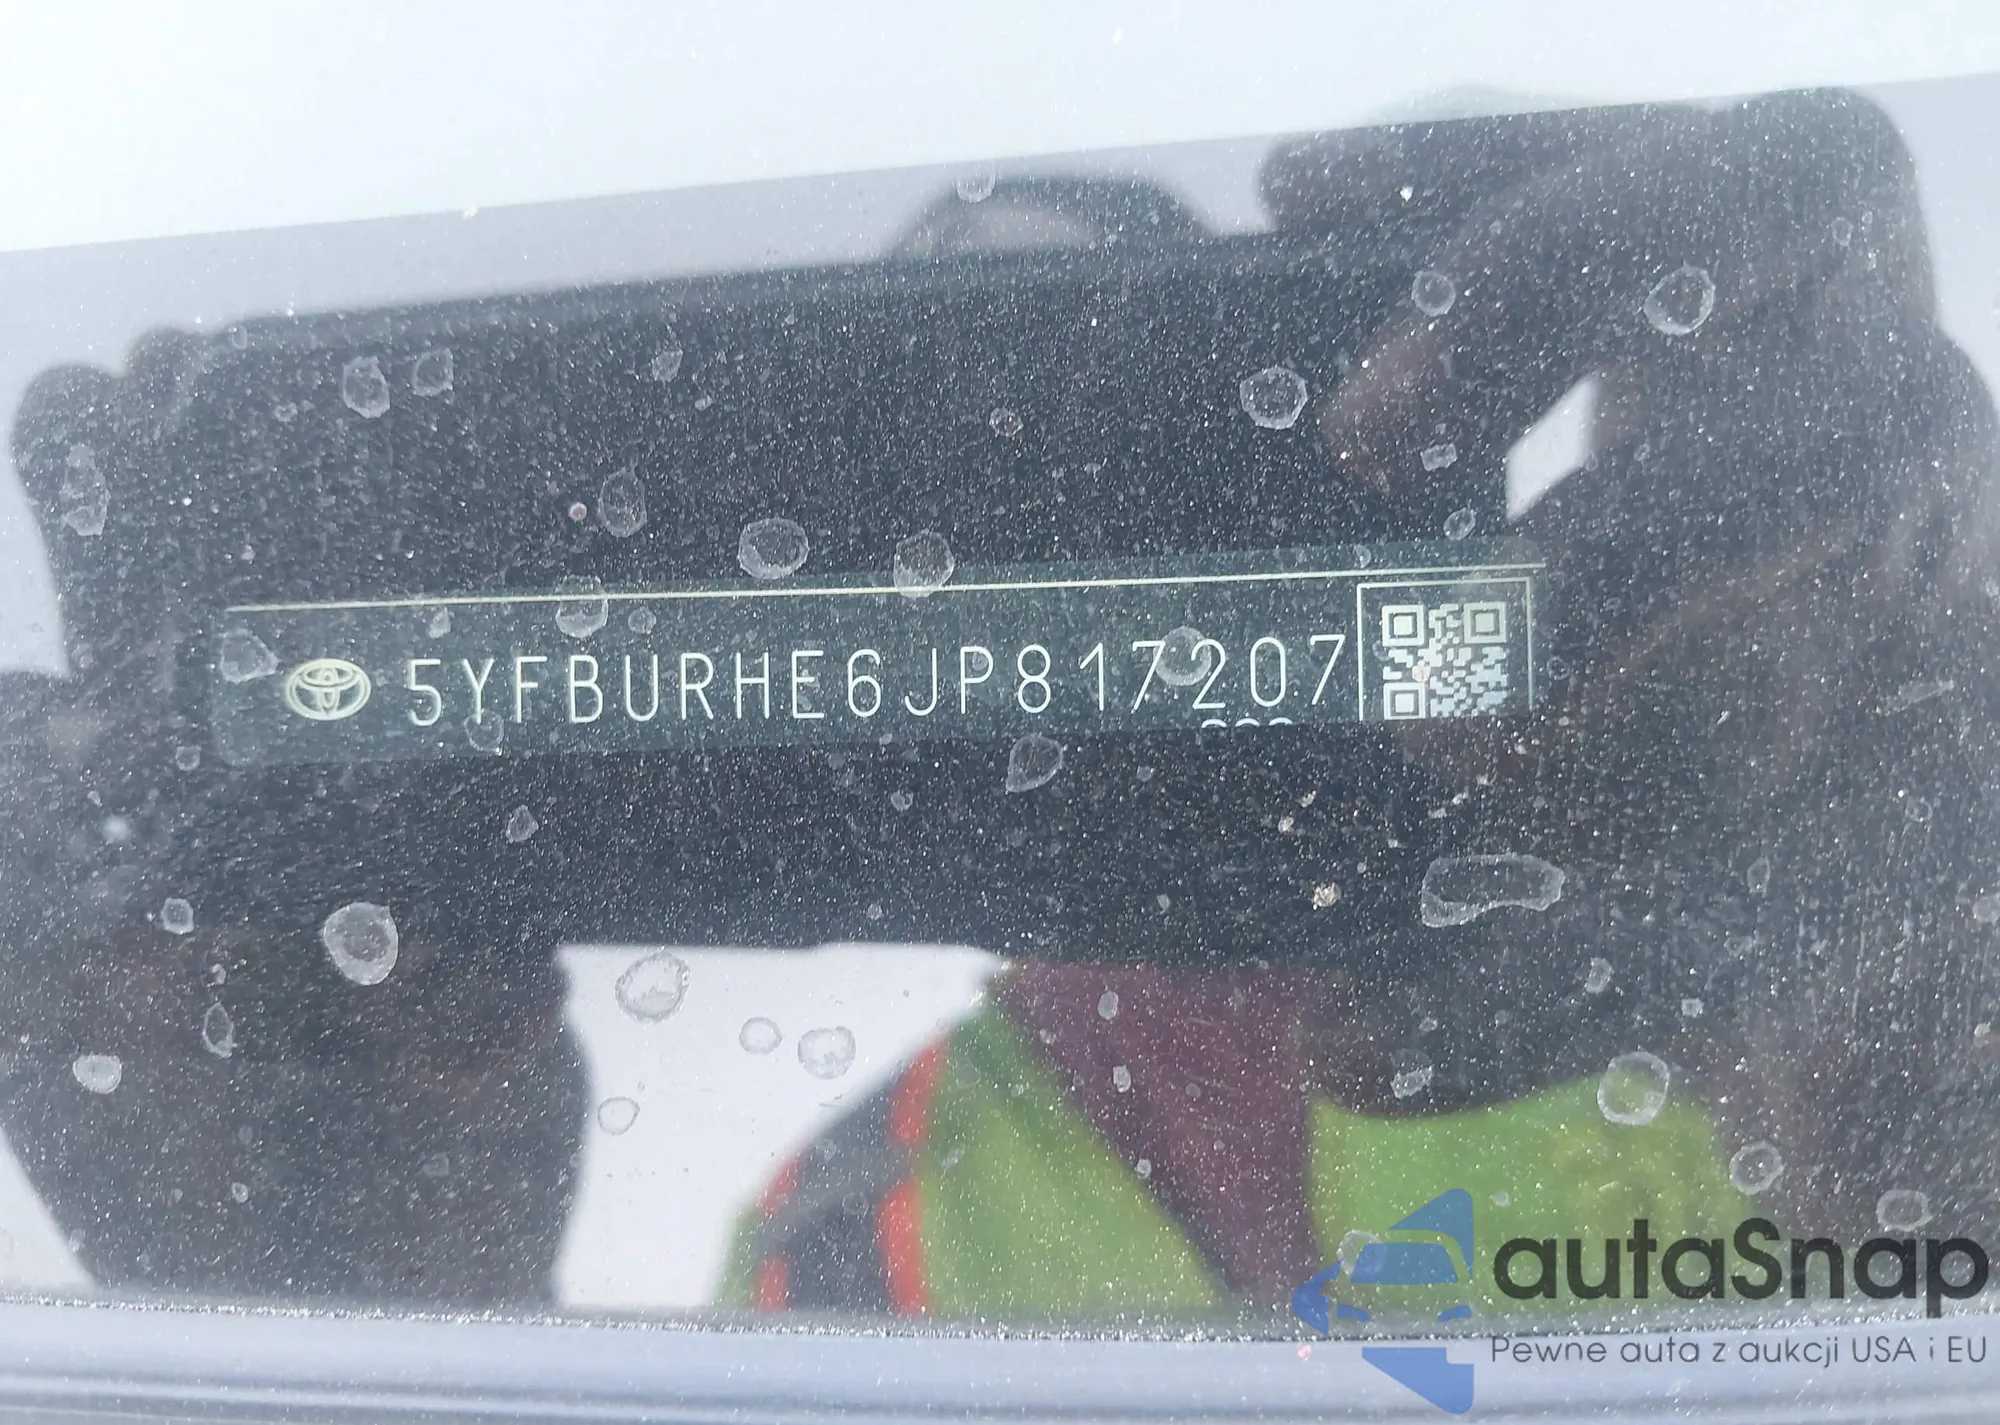 5YFBURHE6JP817207
autaSnap
Pewne auta z aukcji USA i EU